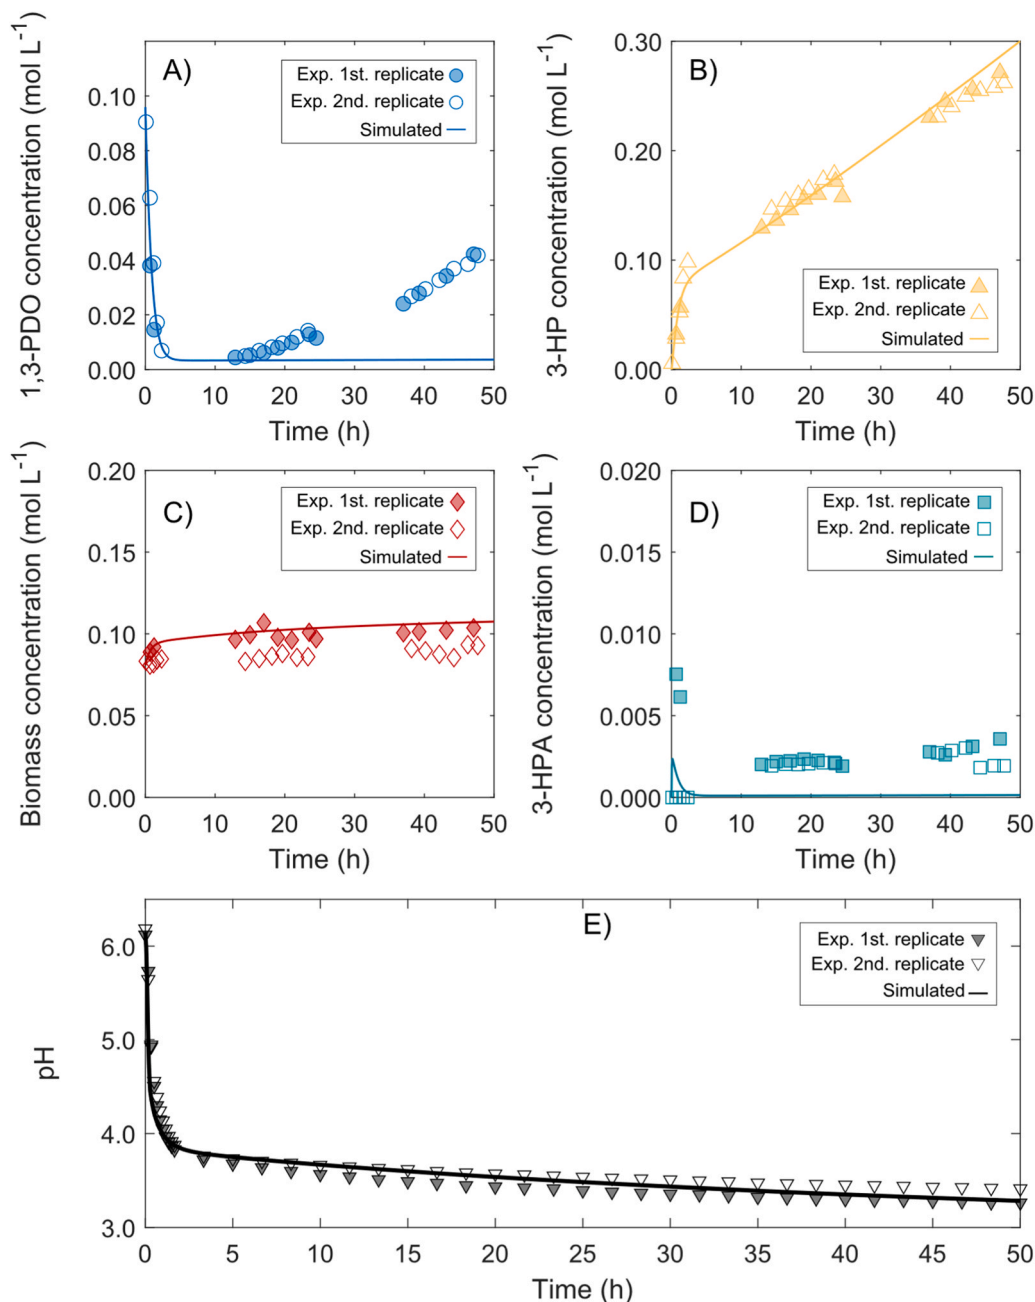 A)
Exp. 1st. replicate
Exp. 2nd. replicate
Simulated
1,3-PDO concentration (mol L⁻¹)
0.10
0.08
0.06
0.04
0.02
0.00
0 10 20 30 40 50
Time (h)
B)
Exp. 1st. replicate
Exp. 2nd. replicate
Simulated
3-HP concentration (mol L⁻¹)
0.30
0.20
0.10
0.00
0 10 20 30 40 50
Time (h)
C)
Exp. 1st. replicate
Exp. 2nd. replicate
Simulated
Biomass concentration (mol L⁻¹)
0.20
0.15
0.10
0.05
0.00
0 10 20 30 40 50
Time (h)
D)
Exp. 1st. replicate
Exp. 2nd. replicate
Simulated
3-HPA concentration (mol L⁻¹)
0.020
0.015
0.010
0.005
0.000
0 10 20 30 40 50
Time (h)
E)
Exp. 1st. replicate
Exp. 2nd. replicate
Simulated
pH
6.0
5.0
4.0
3.0
0 5 10 15 20 25 30 35 40 45 50
Time (h)